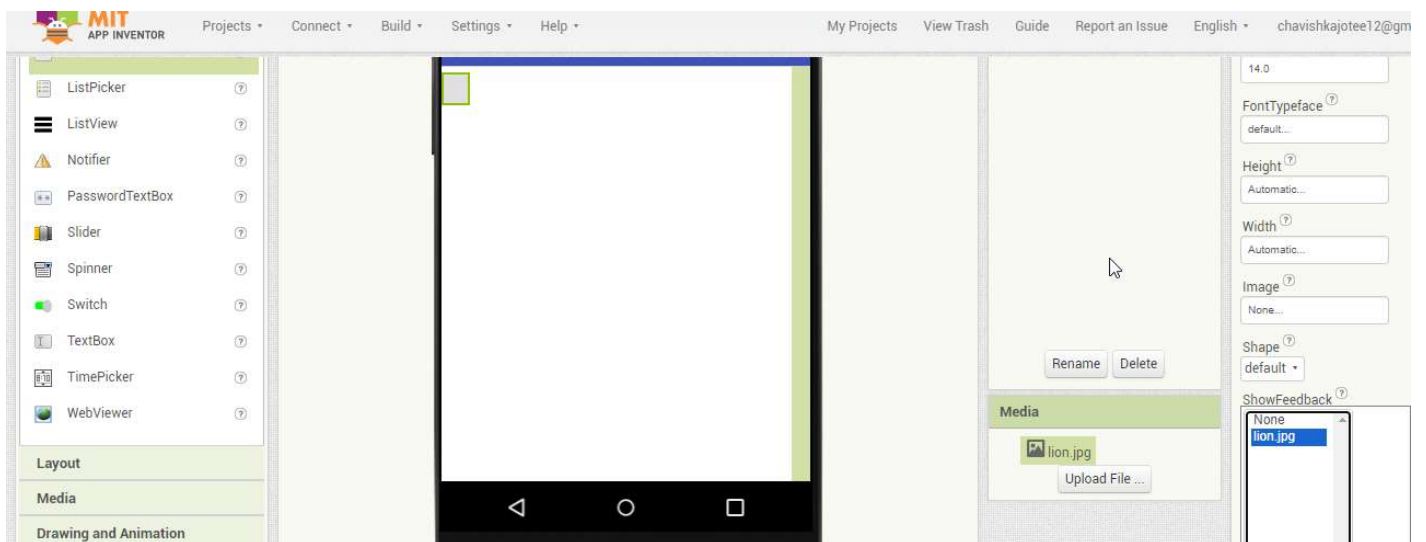 MIT
APP INVENTOR
Projects
Connect
Build
Settings
Help
My Projects
View Trash
Guide
Report an Issue
English
chavishkajotee12@gm
ListPicker
ListView
Notifier
PasswordTextBox
Slider
Spinner
Switch
TextBox
TimePicker
WebViewer
Layout
Media
Drawing and Animation
Rename
Delete
Media
lion.jpg
Upload File ...
14.0
FontTypeface
default...
Height
Automatic...
Width
Automatic...
Image
None...
Shape
default
ShowFeedback
None
lion.jpg